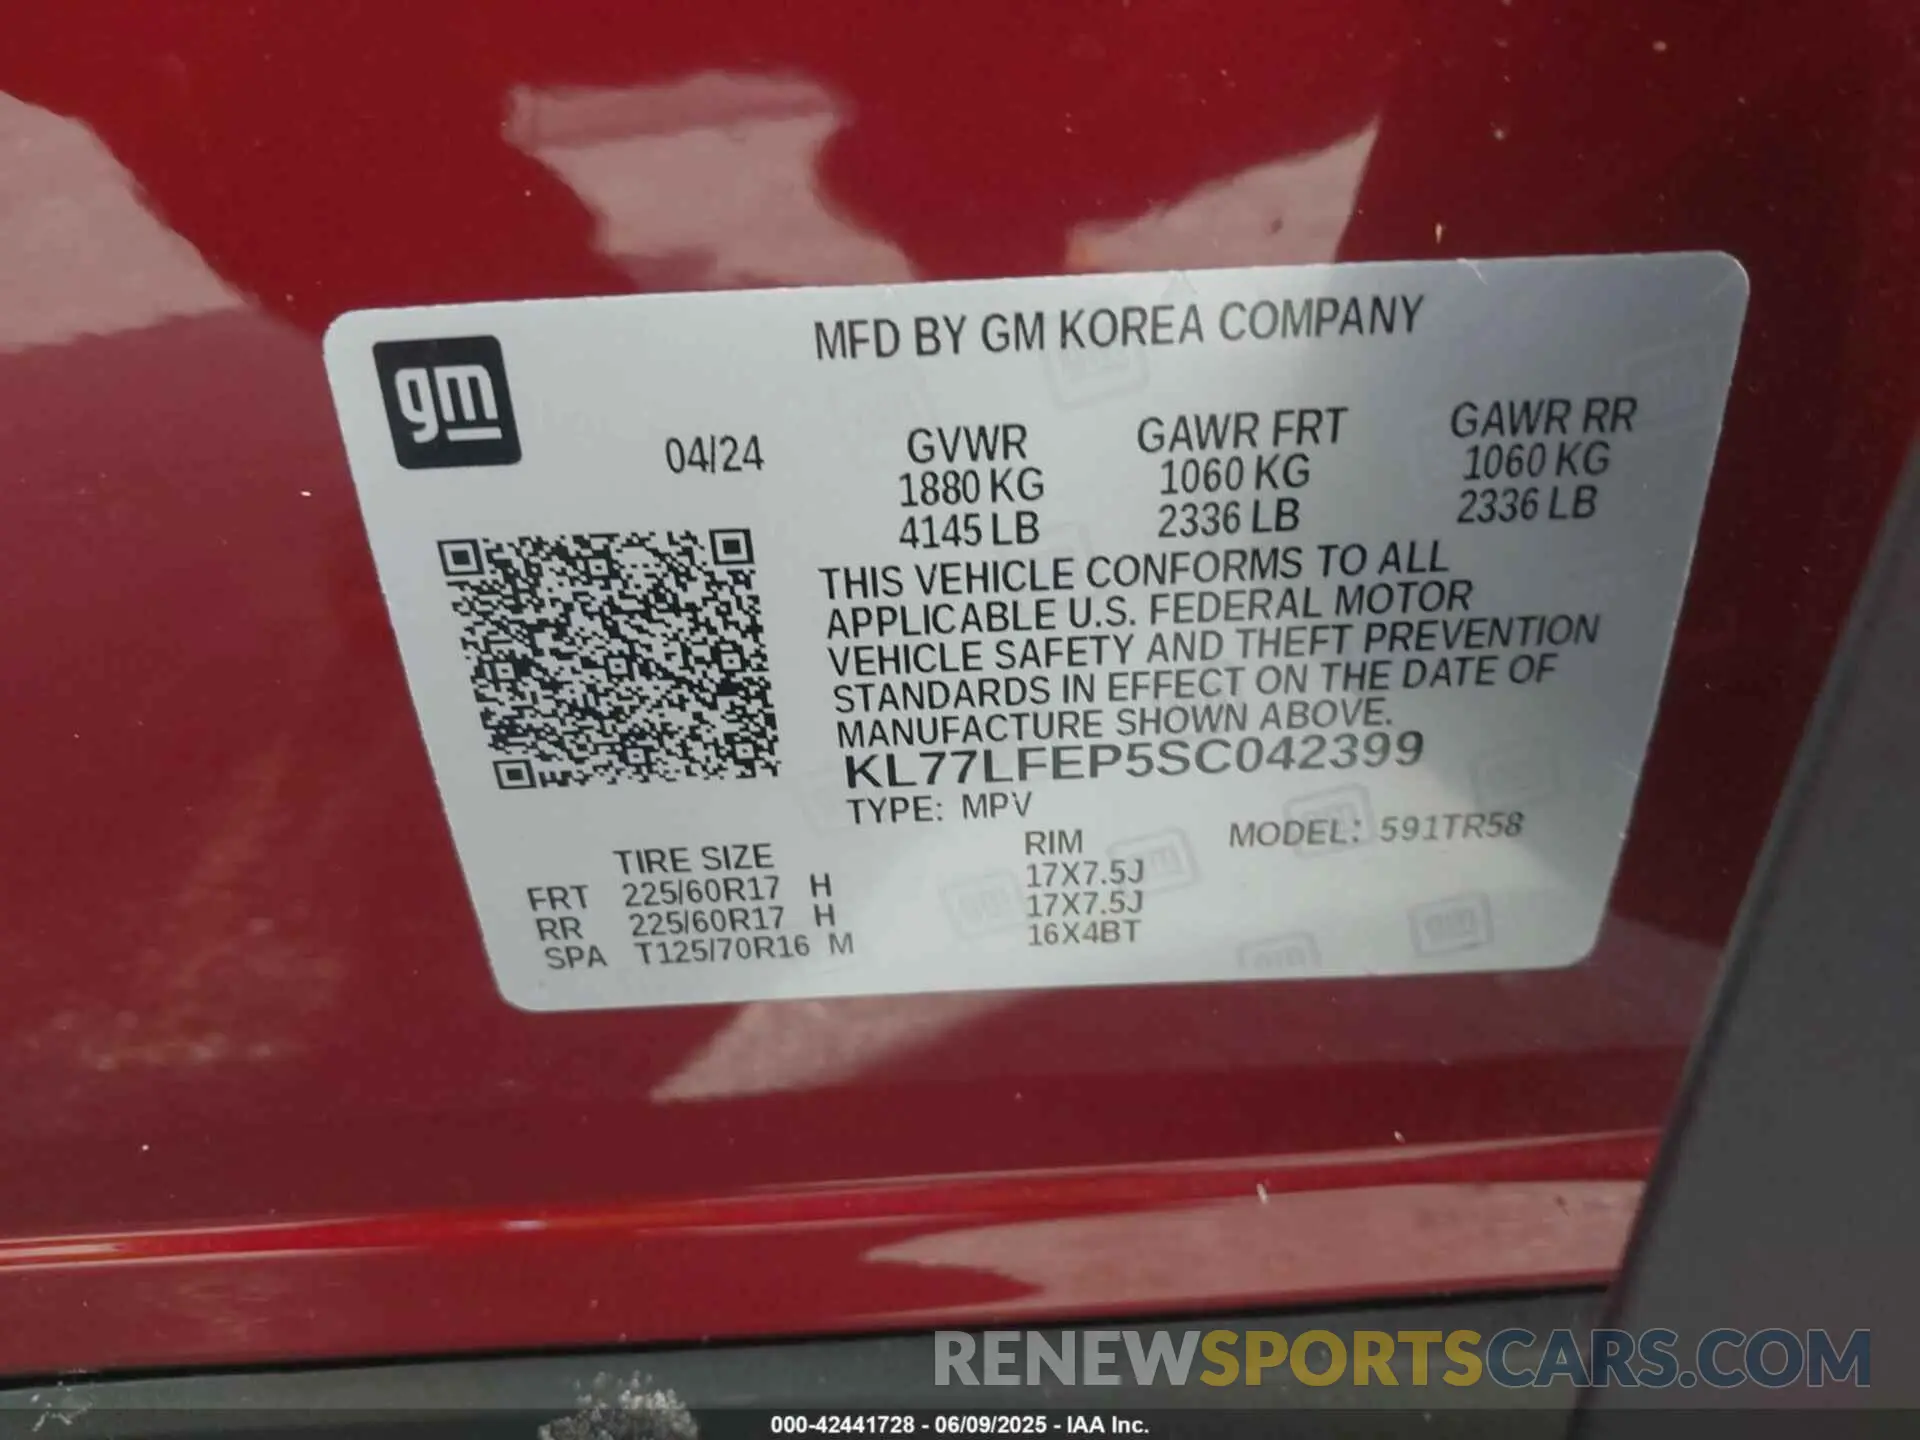 MFD BY GM KOREA COMPANY
gm
04/24
GVWR GAWR FRT GAWR RR
1880 KG 1060 KG 1060 KG
4145 LB 2336 LB 2336 LB
THIS VEHICLE CONFORMS TO ALL
APPLICABLE U.S. FEDERAL MOTOR
VEHICLE SAFETY AND THEFT PREVENTION
STANDARDS IN EFFECT ON THE DATE OF
MANUFACTURE SHOWN ABOVE.
KL77LFEP5SC042399
TYPE: MPV
MODEL: 591TR58
TIRE SIZE RIM
FRT 225/60R17 H 17X7.5J
RR 225/60R17 H 17X7.5J
SPA T125/70R16 M 16X4BT
RENEWSPORTSCARS.COM
000-42441728 - 06/09/2025 - IAA Inc.